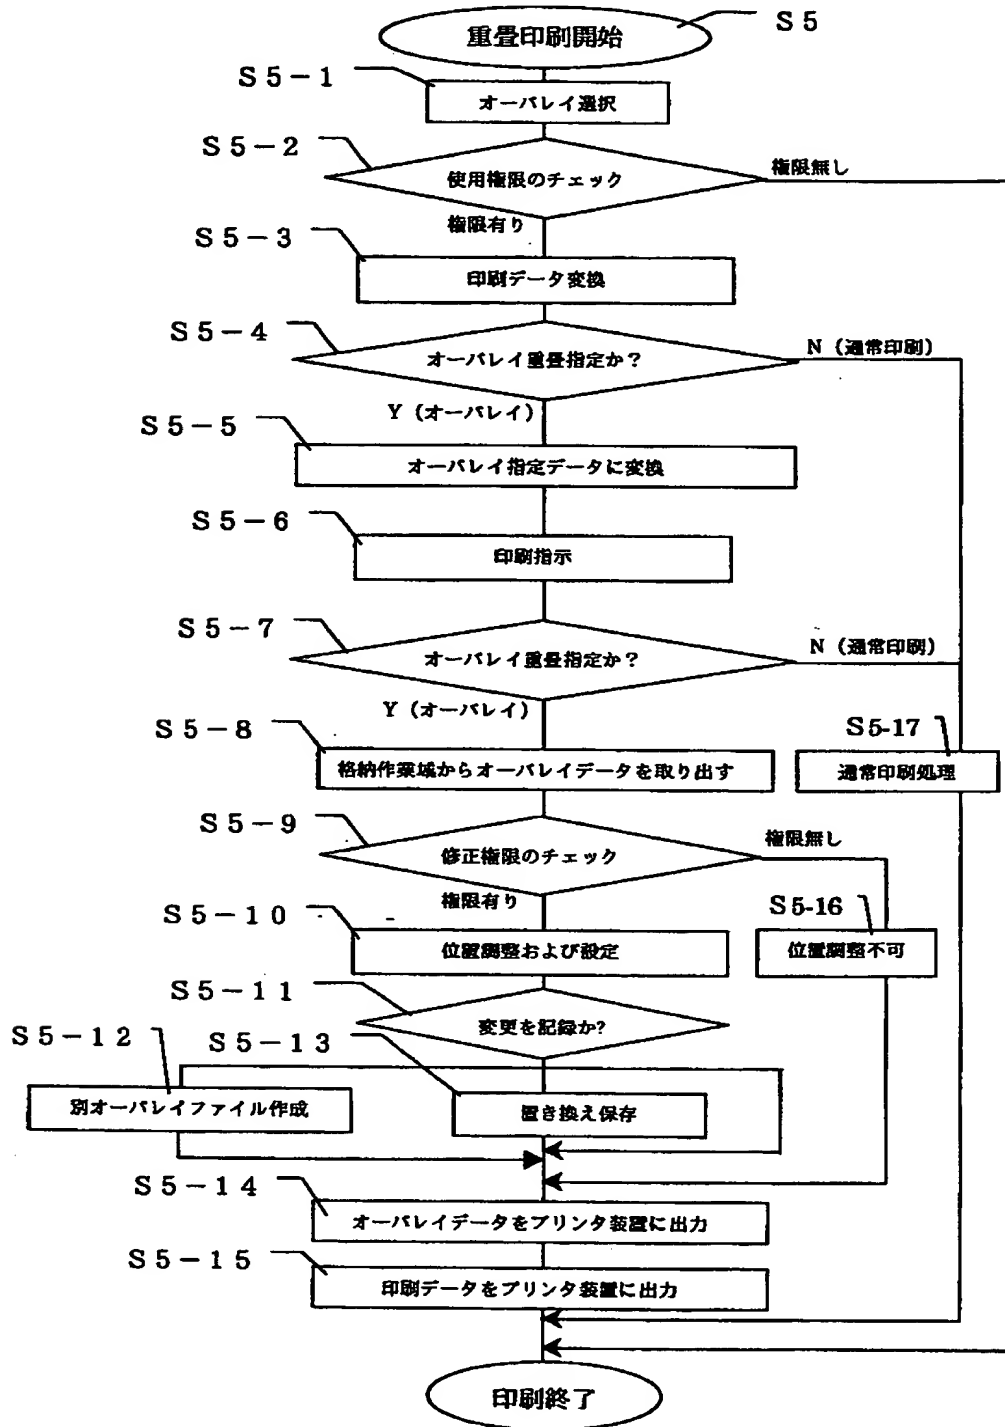 重畳印刷開始
S5
S5-1
オーバレイ選択
S5-2
使用権限のチェック
権限無し
権限有り
S5-3
印刷データ変換
S5-4
オーバレイ重畳指定か？
N（通常印刷）
Y（オーバレイ）
S5-5
オーバレイ指定データに変換
S5-6
印刷指示
S5-7
オーバレイ重畳指定か？
N（通常印刷）
Y（オーバレイ）
S5-8
格納作業域からオーバレイデータを取り出す
S5-17
通常印刷処理
S5-9
修正権限のチェック
権限無し
権限有り
S5-10
位置調整および設定
S5-16
位置調整不可
S5-11
変更を記録か?
S5-12
別オーバレイファイル作成
S5-13
置き換え保存
S5-14
オーバレイデータをプリンタ装置に出力
S5-15
印刷データをプリンタ装置に出力
印刷終了